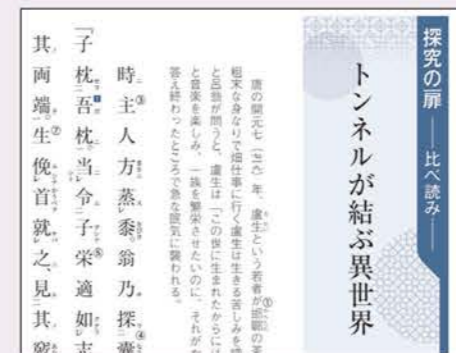 探究の扉――比べ読み――
トンネルが結ぶ異世界
唐の開元七(七一九)年、盧生という若者が邯鄲の茶
粗末な身なりで畑仕事に行く盧生は生きる苦しみを
と呂翁が問うと、盧生は「この世に生まれたからには
と音楽を楽しみ、一族を繁栄させたいのに、それが
答え終わったところで急な眠気に襲われる。
時主人方蒸黍。翁乃探囊
「子枕吾枕。当令子栄適如志
其両端。生俛首就之、見其